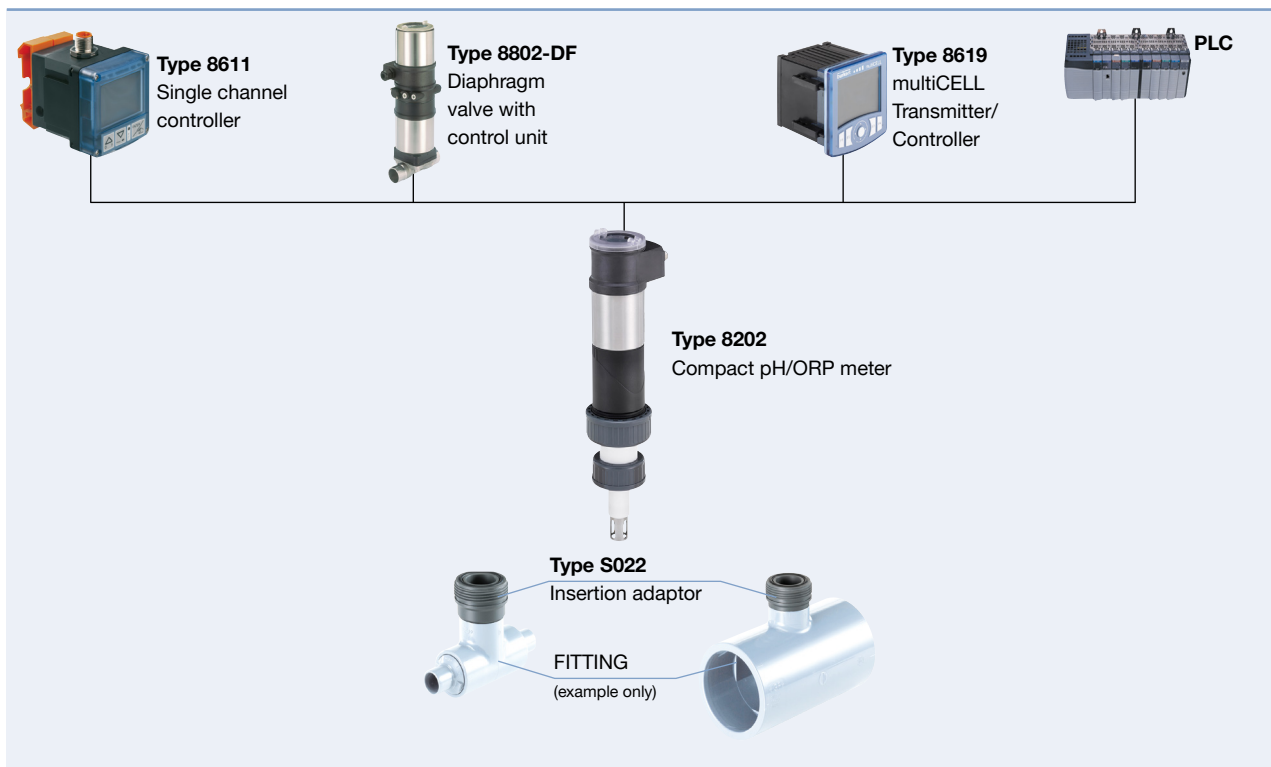 Type 8611
Single channel
controller
Type 8802-DF
Diaphragm
valve with
control unit
Type 8619
multiCELL
Transmitter/
Controller
PLC
Type 8202
Compact pH/ORP meter
Type S022
Insertion adaptor
FITTING
(example only)